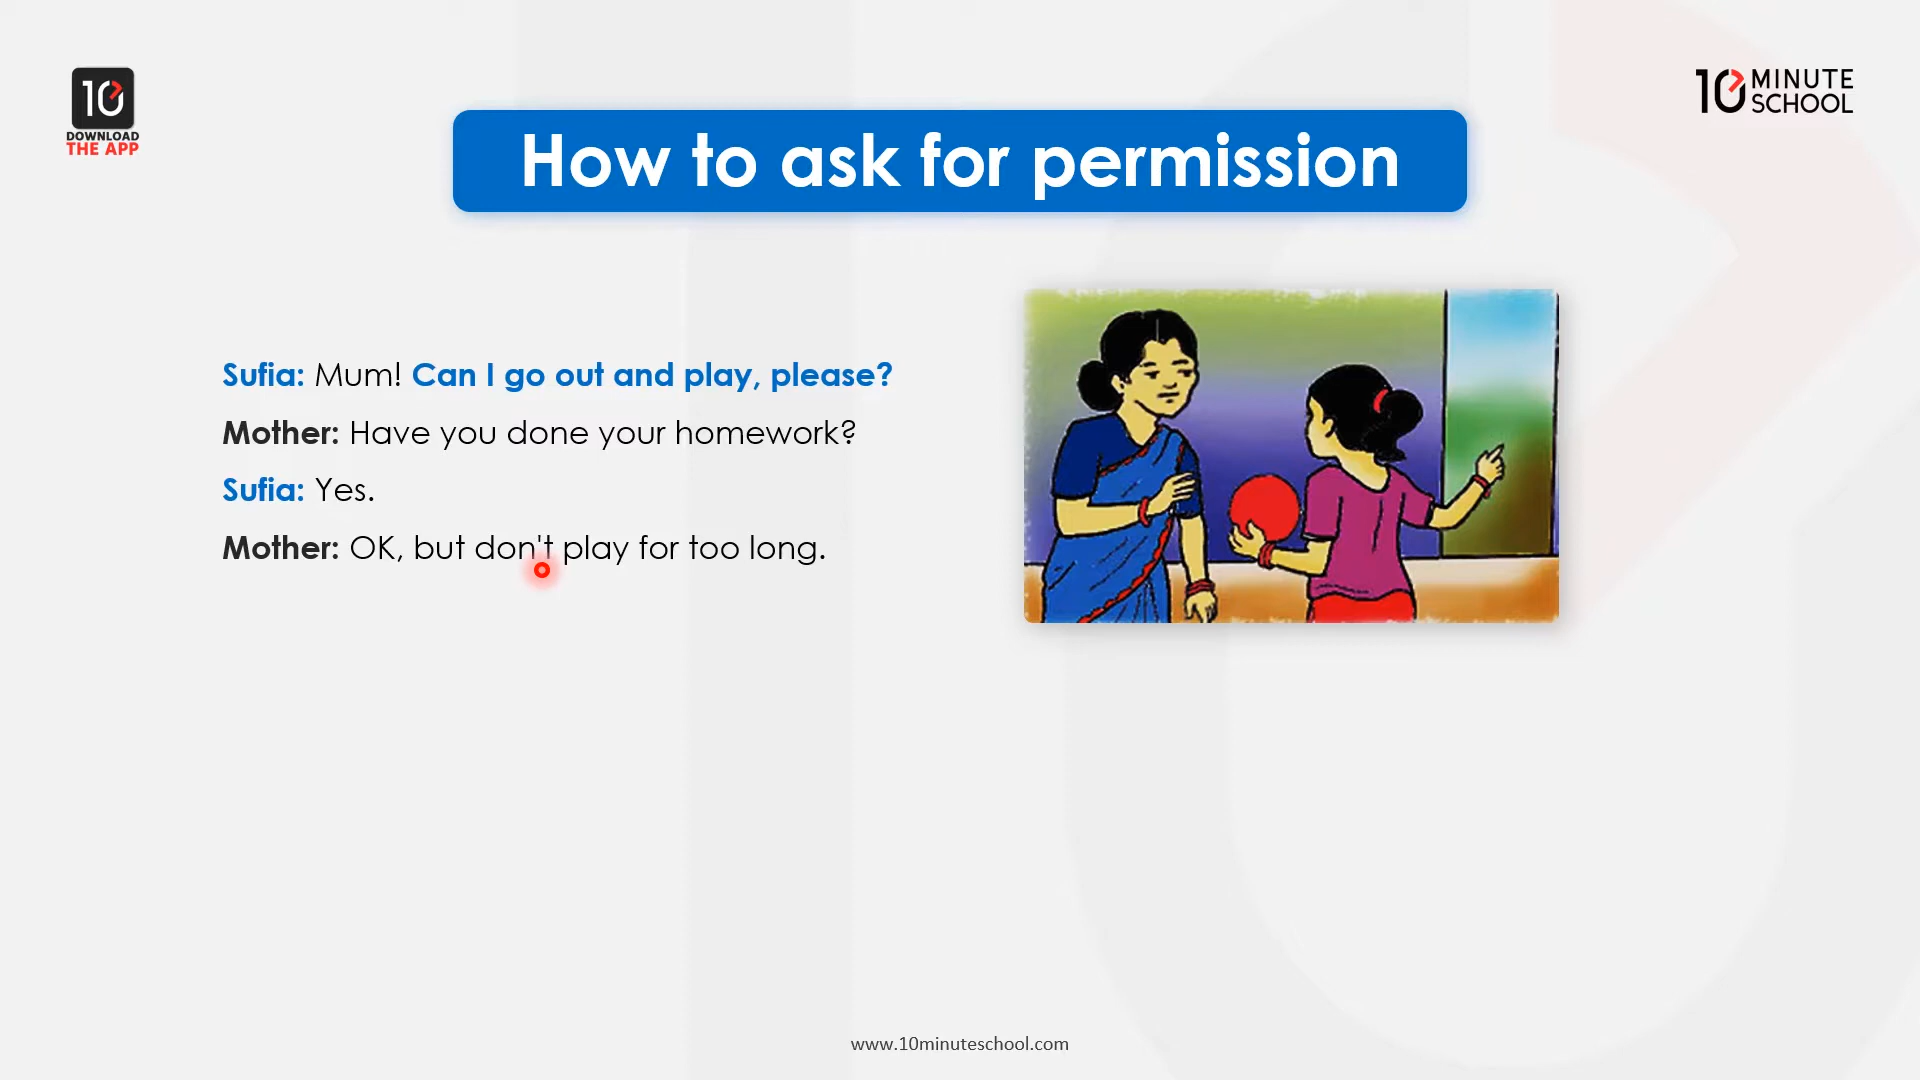 10
DOWNLOAD
THE APP
10 MINUTE
SCHOOL
How to ask for permission
Sufia: Mum! Can I go out and play, please?
Mother: Have you done your homework?
Sufia: Yes.
Mother: OK, but don't play for too long.
www.10minuteschool.com